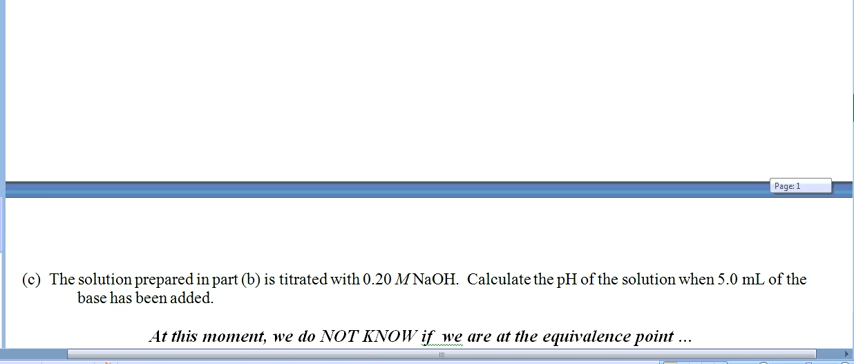 Page: 1
(c) The solution prepared in part (b) is titrated with 0.20 M NaOH. Calculate the pH of the solution when 5.0 mL of the
base has been added.
At this moment, we do NOT KNOW if we are at the equivalence point ...